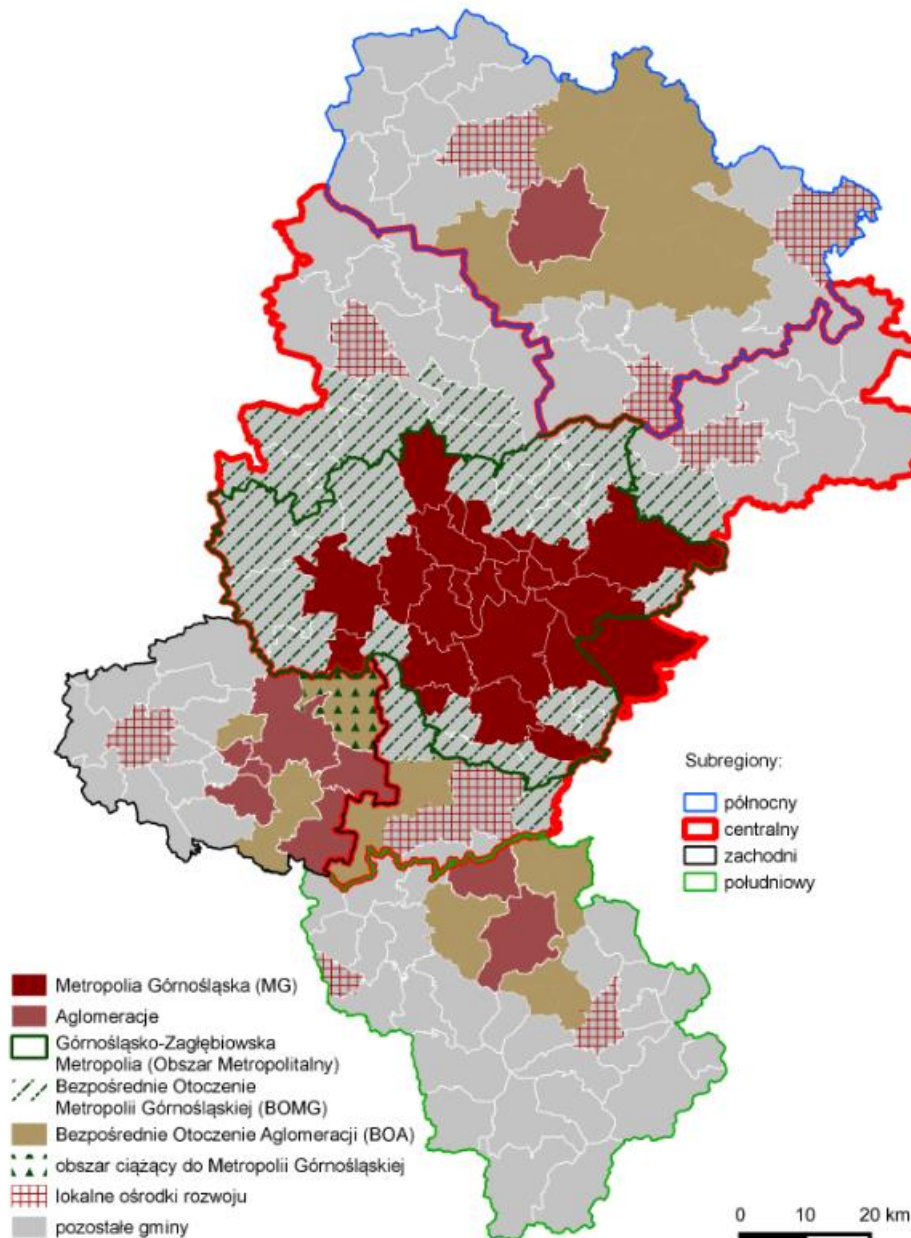 Subregiony:
północny
centralny
zachodni
południowy
Metropolia Górnośląska (MG)
Aglomeracje
Górnośląsko-Zagłębiowska
Metropolia (Obszar Metropolitalny)
Bezpośrednie Otoczenie
Metropolii Górnośląskiej (BOMG)
Bezpośrednie Otoczenie Aglomeracji (BOA)
obszar ciążący do Metropolii Górnośląskiej
lokalne ośrodki rozwoju
pozostałe gminy
0 10 20 km